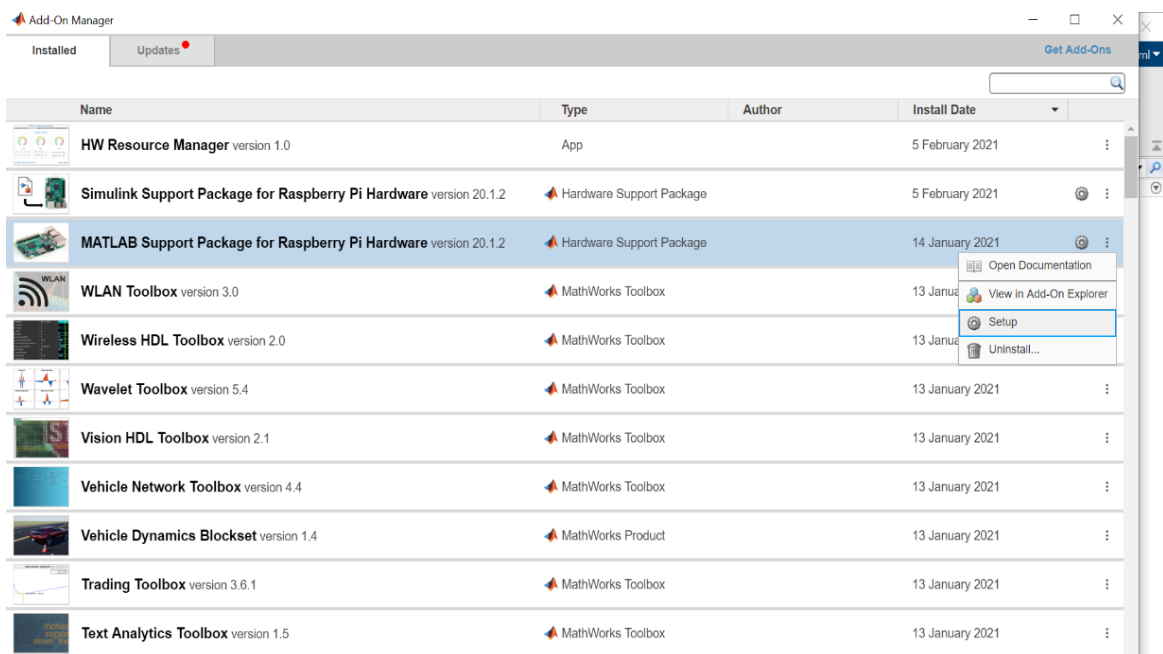 Add-On Manager
Installed Updates Get Add-Ons
ml
Name Type Author Install Date
HW Resource Manager version 1.0 App 5 February 2021
Simulink Support Package for Raspberry Pi Hardware version 20.1.2 Hardware Support Package 5 February 2021
MATLAB Support Package for Raspberry Pi Hardware version 20.1.2 Hardware Support Package 14 January 2021
Open Documentation
WLAN
WLAN Toolbox version 3.0 MathWorks Toolbox 13 Janua
View in Add-On Explorer
Setup
Wireless HDL Toolbox version 2.0 MathWorks Toolbox 13 Janua
Uninstall...
Wavelet Toolbox version 5.4 MathWorks Toolbox 13 January 2021
Vision HDL Toolbox version 2.1 MathWorks Toolbox 13 January 2021
Vehicle Network Toolbox version 4.4 MathWorks Toolbox 13 January 2021
Vehicle Dynamics Blockset version 1.4 MathWorks Product 13 January 2021
Trading Toolbox version 3.6.1 MathWorks Toolbox 13 January 2021
Text Analytics Toolbox version 1.5 MathWorks Toolbox 13 January 2021